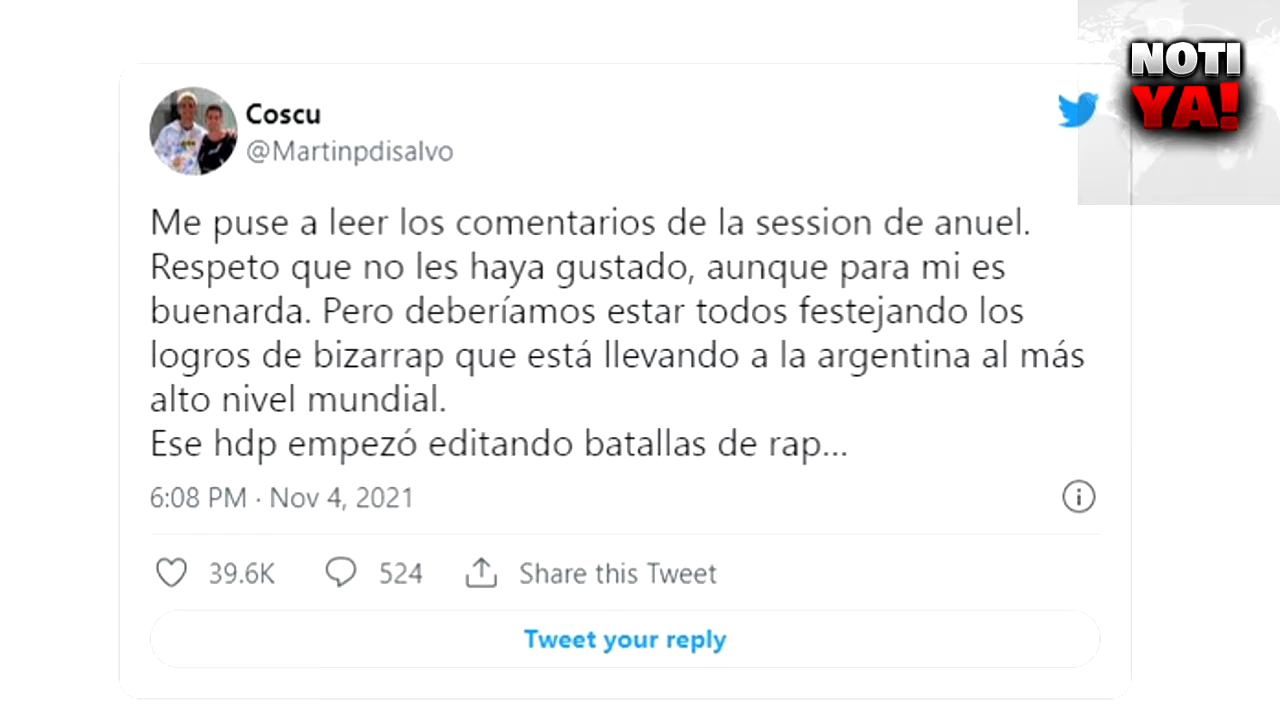 NOTI
YA!
Coscu
@Martinpdisalvo
Me puse a leer los comentarios de la session de anuel.
Respeto que no les haya gustado, aunque para mi es
buenarda. Pero deberíamos estar todos festejando los
logros de bizarrap que está llevando a la argentina al más
alto nivel mundial.
Ese hdp empezó editando batallas de rap...
6:08 PM · Nov 4, 2021
39.6K 524 Share this Tweet
Tweet your reply